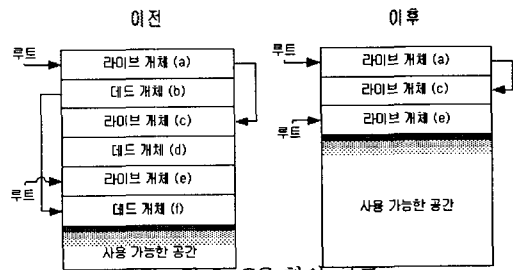 이전
루트
라이브 개체 (a)
데드 개체 (b)
라이브 개체 (c)
데드 개체 (d)
루트
라이브 개체 (e)
데드 개체 (f)
사용 가능한 공간
이후
루트
라이브 개체 (a)
라이브 개체 (c)
루트
라이브 개체 (e)
사용 가능한 공간